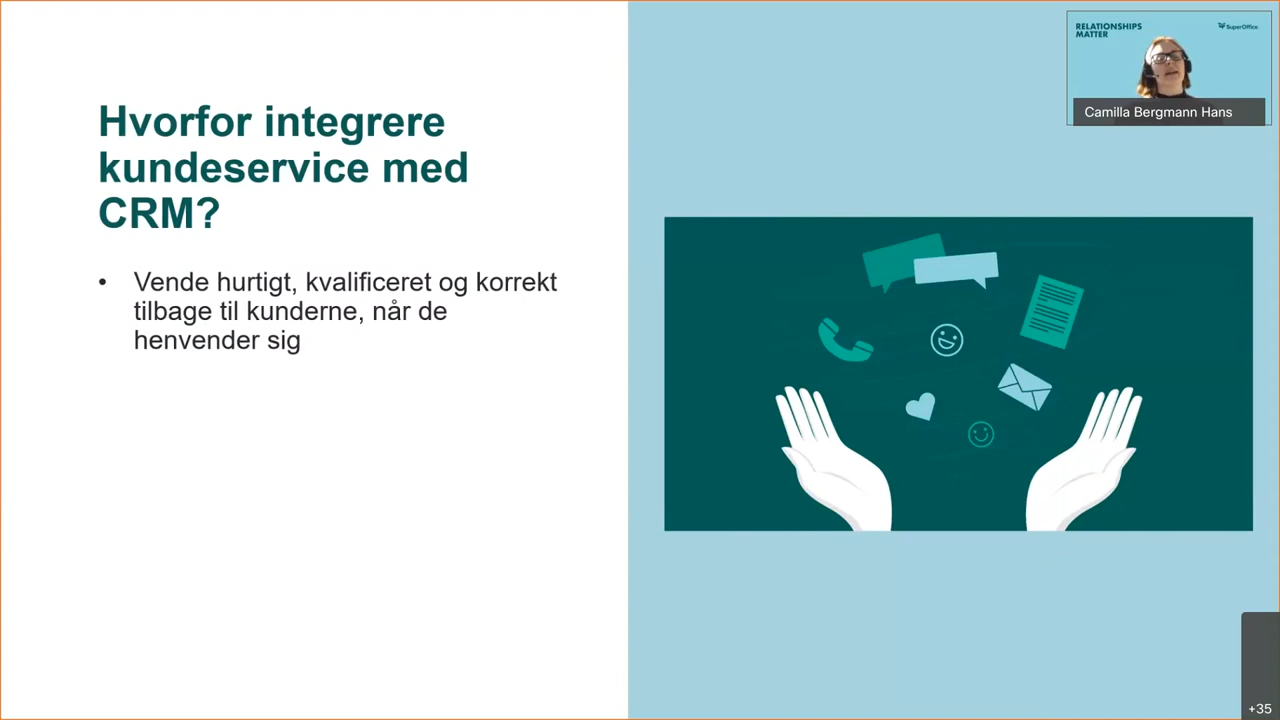 Hvorfor integrere
kundeservice med
CRM?
• Vende hurtigt, kvalificeret og korrekt
tilbage til kunderne, når de
henvender sig
RELATIONSHIPS
MATTER
SuperOffice
Camilla Bergmann Hans
+35